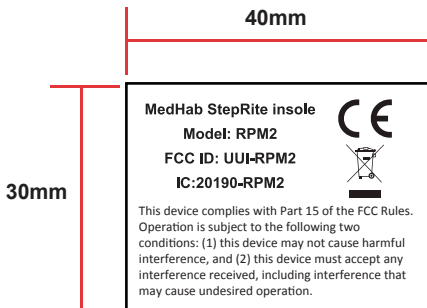 40mm
30mm
MedHab StepRite insole
Model: RPM2
FCC ID: UUI-RPM2
IC:20190-RPM2
CE
This device complies with Part 15 of the FCC Rules.
Operation is subject to the following two
conditions: (1) this device may not cause harmful
interference, and (2) this device must accept any
interference received, including interference that
may cause undesired operation.